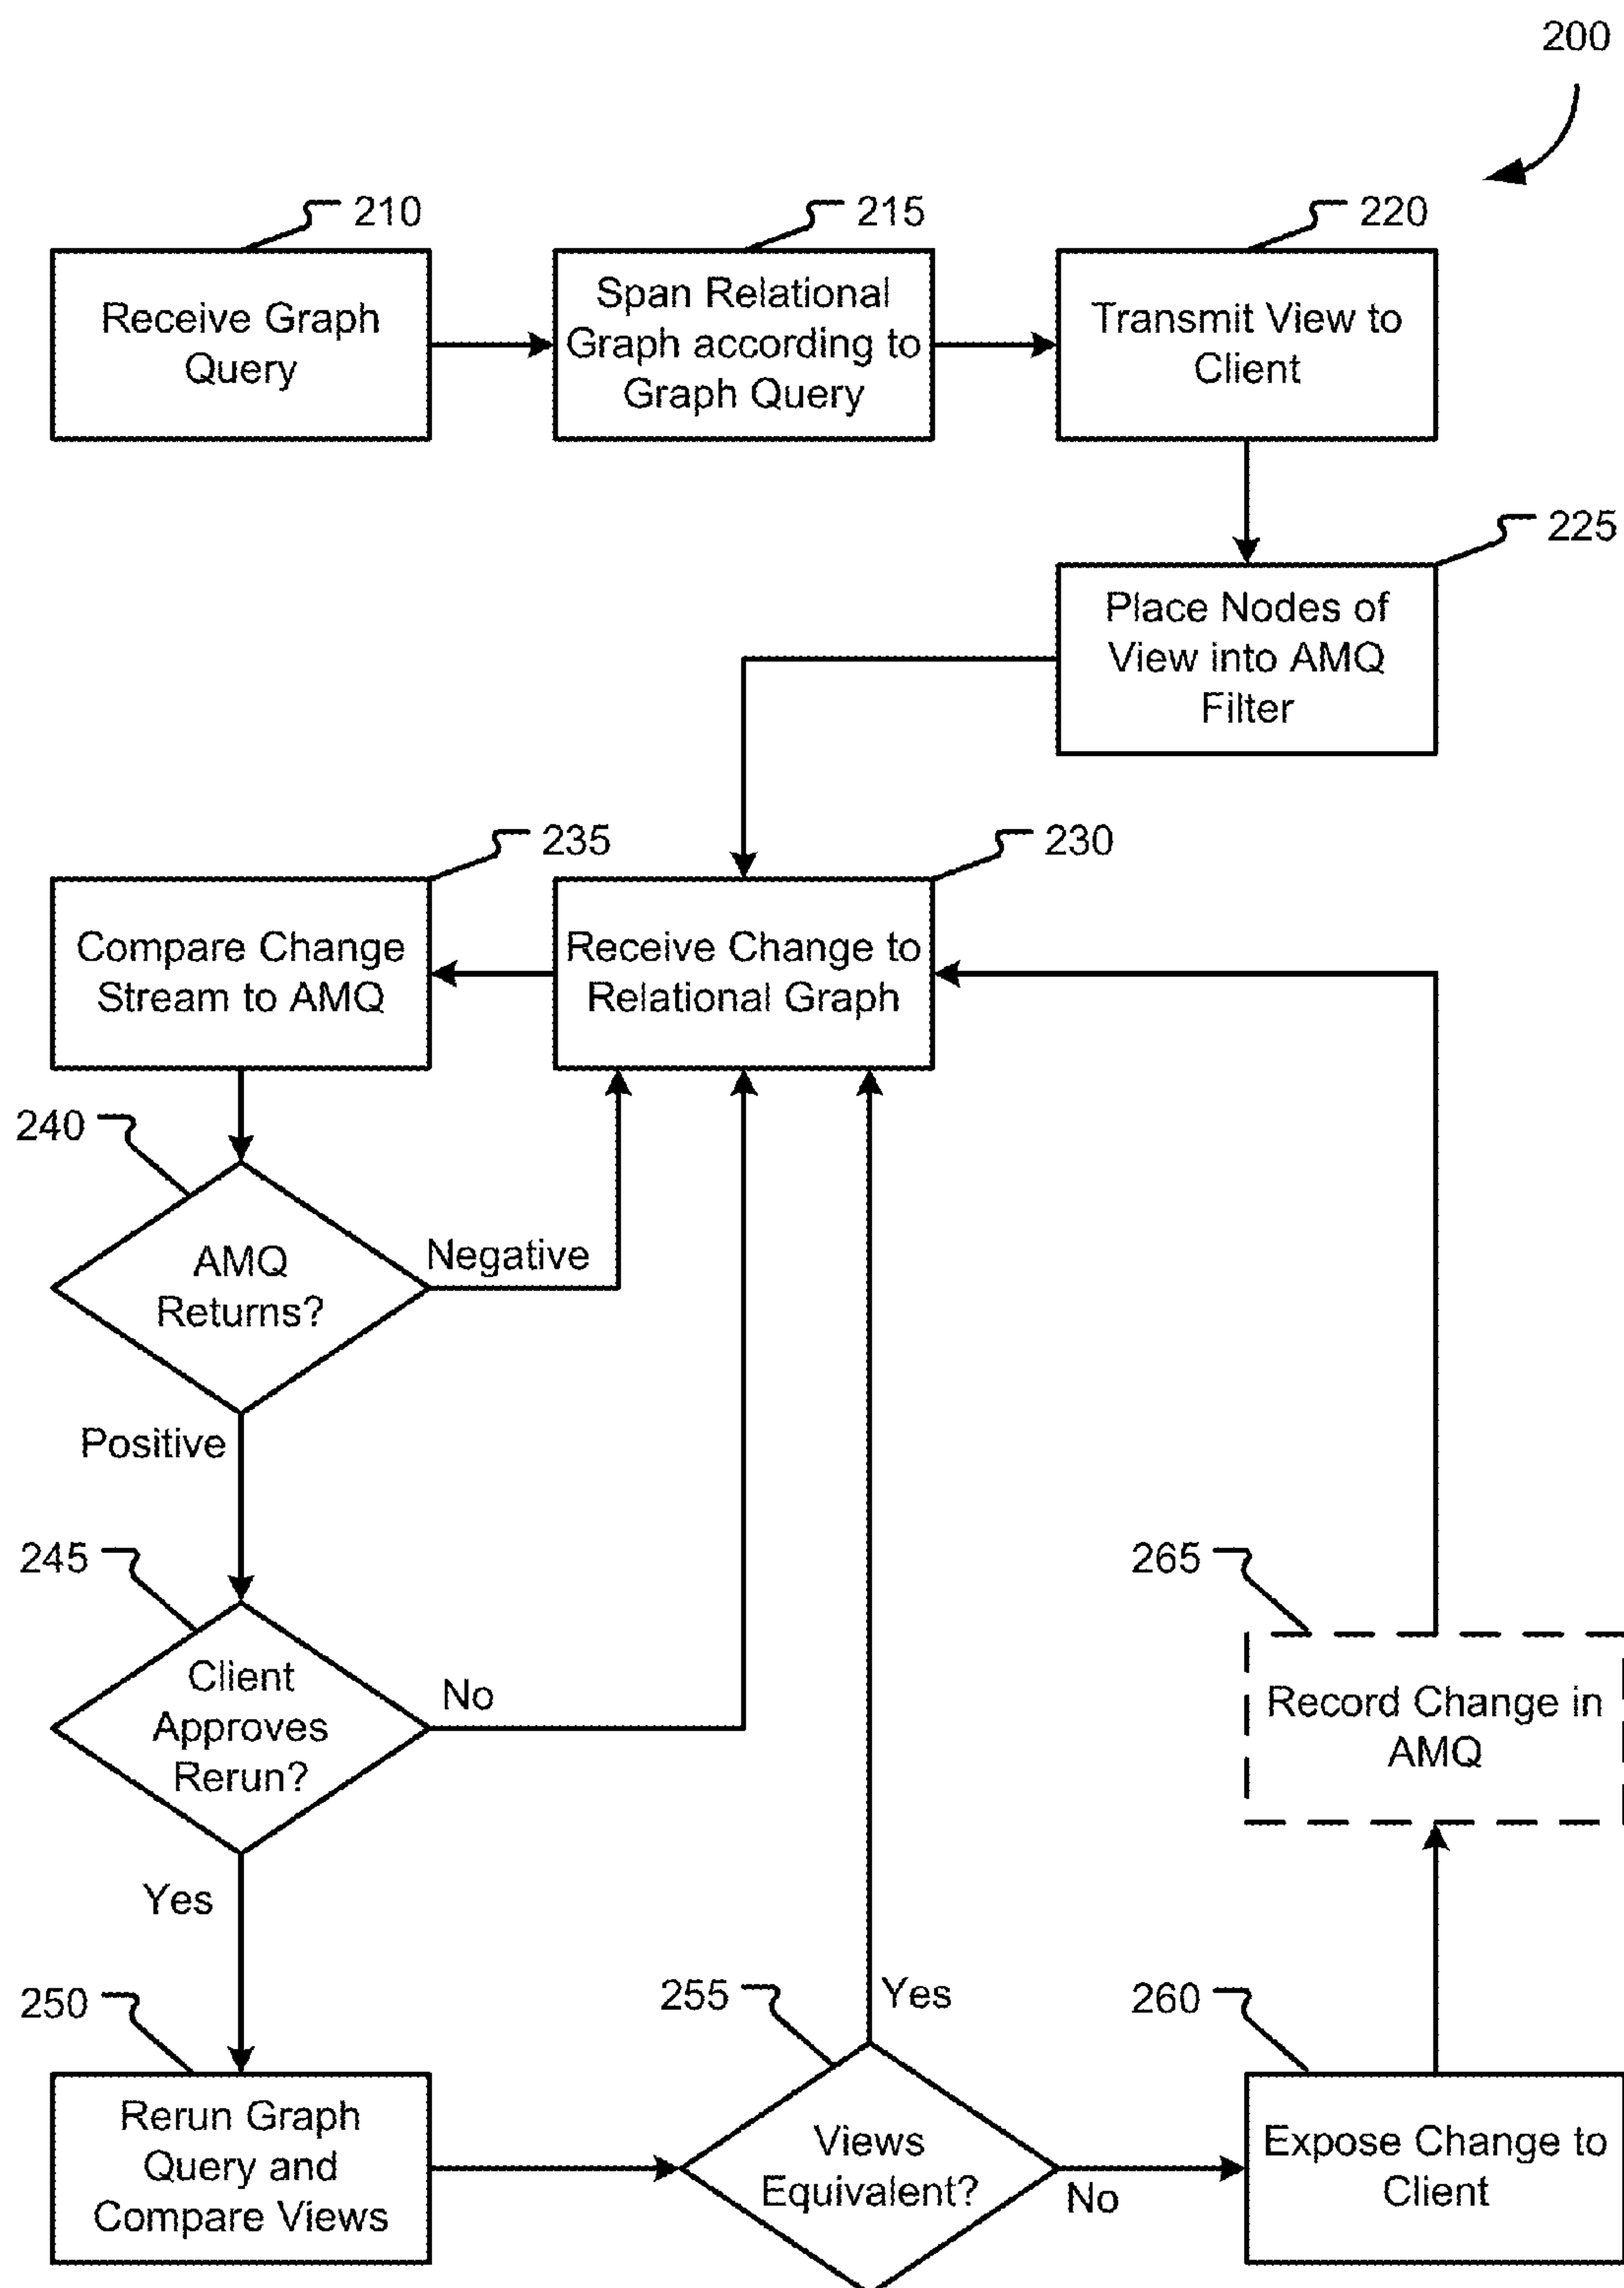 200
210
Receive Graph
Query
215
Span Relational
Graph according to
Graph Query
220
Transmit View to
Client
225
Place Nodes of
View into AMQ
Filter
230
Receive Change to
Relational Graph
235
Compare Change
Stream to AMQ
240
AMQ
Returns?
Negative
Positive
245
Client
Approves
Rerun?
No
Yes
250
Rerun Graph
Query and
Compare Views
255
Views
Equivalent?
Yes
No
260
Expose Change to
Client
265
Record Change in
AMQ